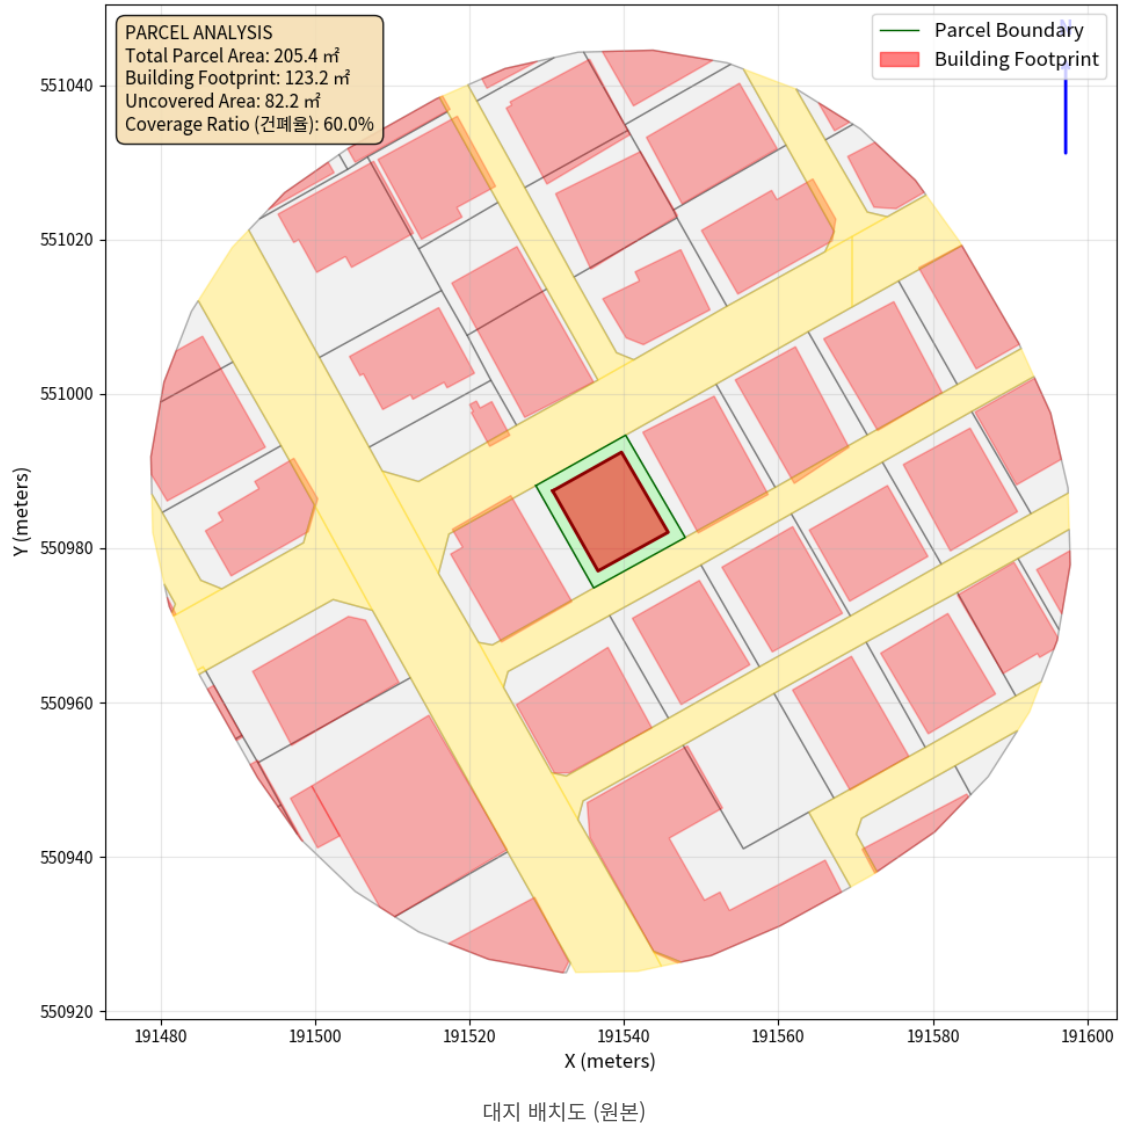 PARCEL ANALYSIS
Total Parcel Area: 205.4 ㎡
Building Footprint: 123.2 ㎡
Uncovered Area: 82.2 ㎡
Coverage Ratio (건폐율): 60.0%
N
Parcel Boundary
Building Footprint
551040
551020
551000
550980
550960
550940
550920
Y (meters)
191480
191500
191520
191540
191560
191580
191600
X (meters)
대지 배치도 (원본)